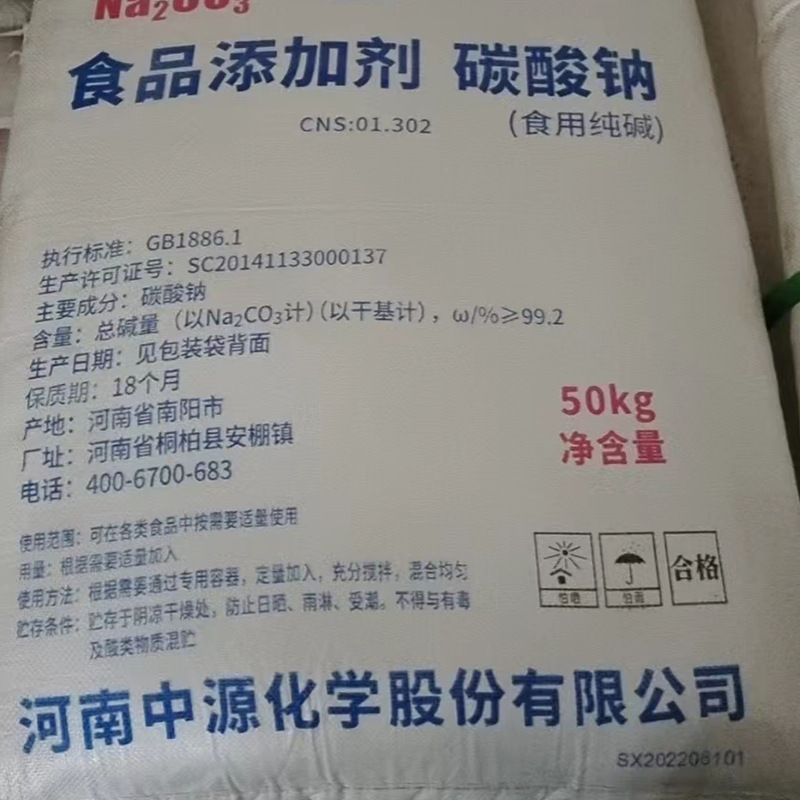 Na₂CO₃
食品添加剂 碳酸钠
CNS:01.302 (食用纯碱)
执行标准：GB1886.1
生产许可证号：SC20141133000137
主要成分：碳酸钠
含量：总碱量（以Na₂CO₃计）（以干基计），ω/%≥99.2
生产日期：见包装袋背面
保质期：18个月
产地：河南省南阳市
厂址：河南省桐柏县安棚镇
电话：400-6700-683
50kg
净含量
使用范围：可在各类食品中按需要适量使用
用量：根据需要适量加入
使用方法：根据需要通过专用容器，定量加入，充分搅拌，混合均匀
贮存条件：贮存于阴凉干燥处，防止日晒、雨淋、受潮。不得与有毒
及酸类物质混贮
怕晒 怕雨 合格
河南中源化学股份有限公司
SX202206101